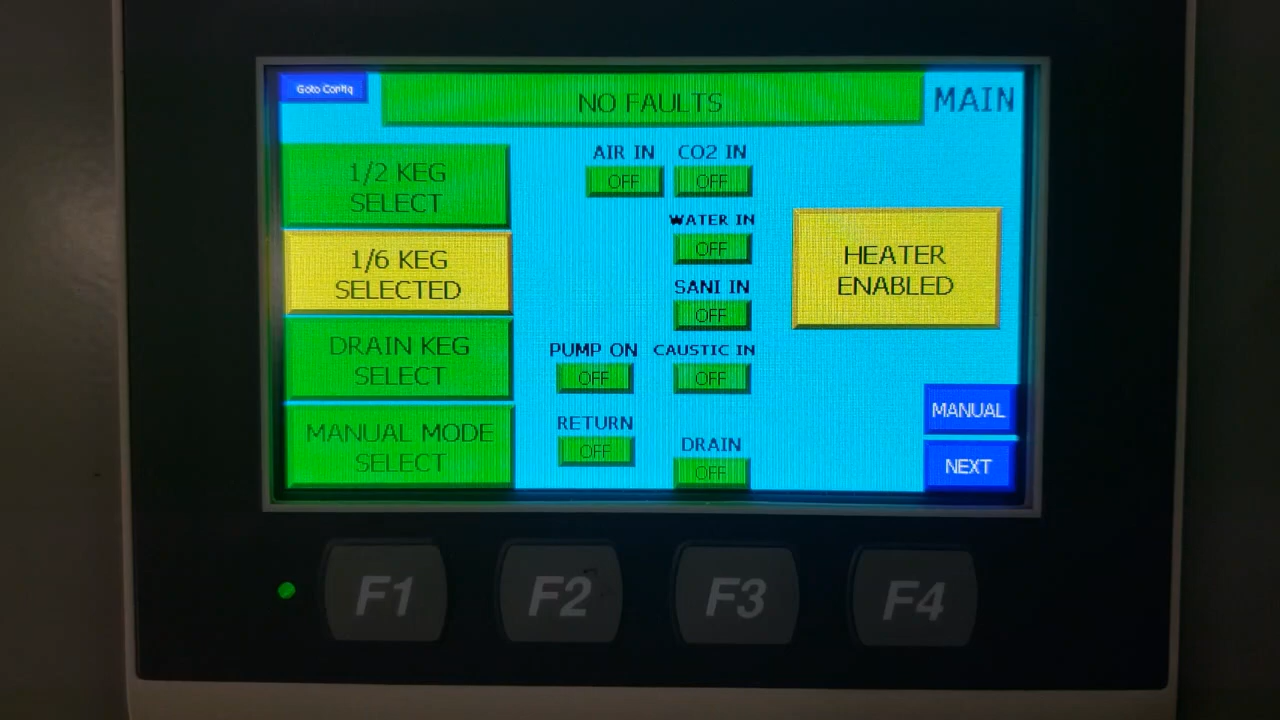 Goto Config
NO FAULTS
MAIN
1/2 KEG
SELECT
1/6 KEG
SELECTED
DRAIN KEG
SELECT
MANUAL MODE
SELECT
AIR IN
OFF
CO2 IN
OFF
WATER IN
OFF
SANI IN
OFF
PUMP ON
OFF
CAUSTIC IN
OFF
RETURN
OFF
DRAIN
OFF
HEATER
ENABLED
MANUAL
NEXT
F1
F2
F3
F4